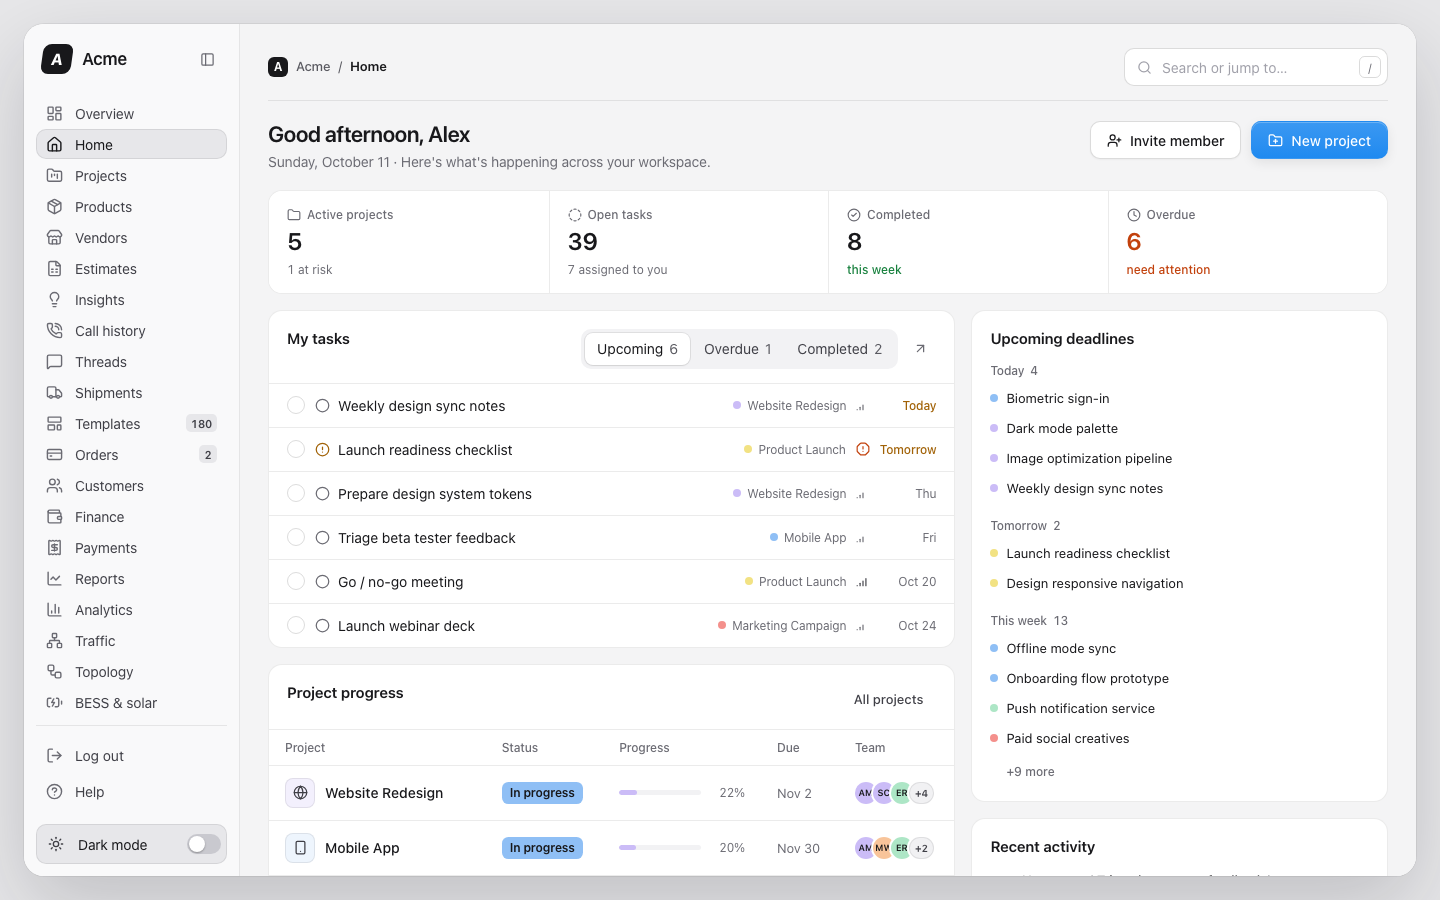 A Acme
Overview
Home
Projects
Products
Vendors
Estimates
Insights
Call history
Threads
Shipments
Templates 180
Orders 2
Customers
Finance
Payments
Reports
Analytics
Traffic
Topology
BESS & solar
Log out
Help
Dark mode
A Acme / Home
Search or jump to... /
Good afternoon, Alex
Sunday, October 11 · Here's what's happening across your workspace.
Invite member
New project
Active projects
5
1 at risk
Open tasks
39
7 assigned to you
Completed
8
this week
Overdue
6
need attention
My tasks
Upcoming 6 Overdue 1 Completed 2
Weekly design sync notes Website Redesign Today
Launch readiness checklist Product Launch Tomorrow
Prepare design system tokens Website Redesign Thu
Triage beta tester feedback Mobile App Fri
Go / no-go meeting Product Launch Oct 20
Launch webinar deck Marketing Campaign Oct 24
Project progress
All projects
Project Status Progress Due Team
Website Redesign In progress 22% Nov 2 AM SC ER +4
Mobile App In progress 20% Nov 30 AM MW ER +2
Upcoming deadlines
Today 4
Biometric sign-in
Dark mode palette
Image optimization pipeline
Weekly design sync notes
Tomorrow 2
Launch readiness checklist
Design responsive navigation
This week 13
Offline mode sync
Onboarding flow prototype
Push notification service
Paid social creatives
+9 more
Recent activity